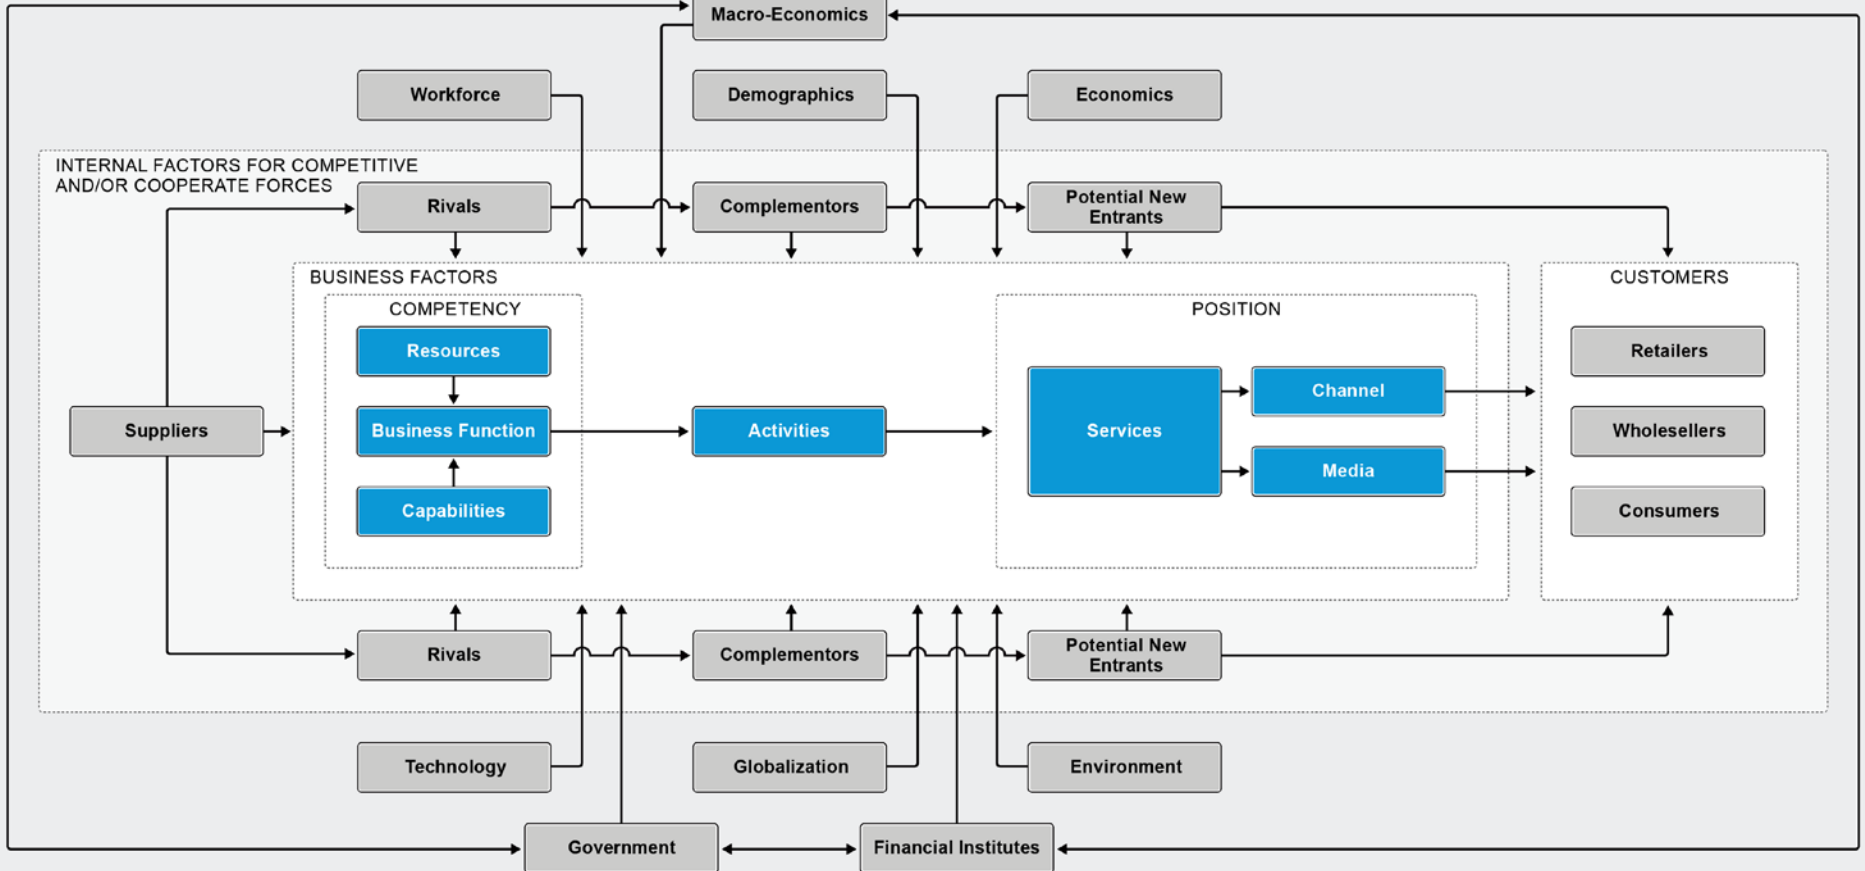 Macro-Economics
Workforce
Demographics
Economics
INTERNAL FACTORS FOR COMPETITIVE
AND/OR COOPERATE FORCES
Rivals
Complementors
Potential New
Entrants
BUSINESS FACTORS
CUSTOMERS
COMPETENCY
POSITION
Resources
Retailers
Channel
Suppliers
Business Function
Activities
Services
Wholesellers
Media
Capabilities
Consumers
Rivals
Complementors
Potential New
Entrants
Technology
Globalization
Environment
Government
Financial Institutes